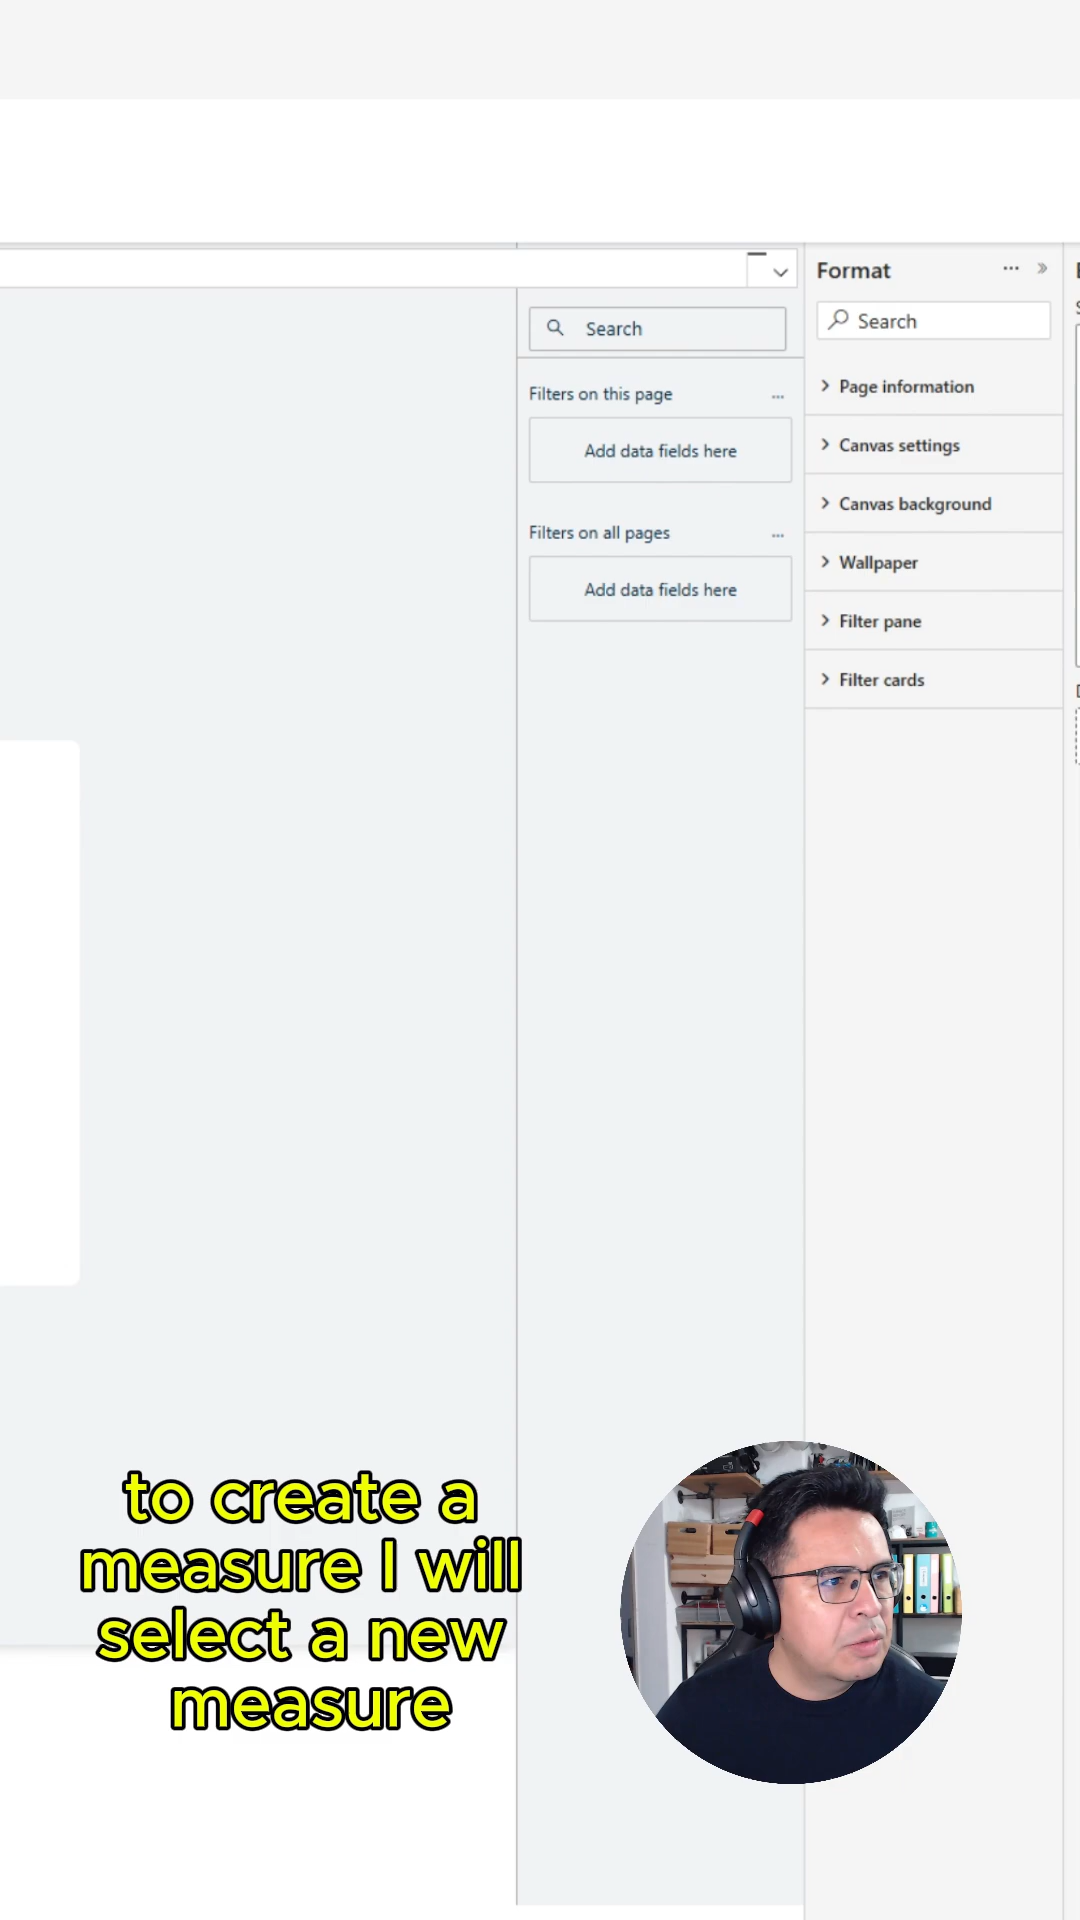 Format
Search
Search
Filters on this page
Add data fields here
Filters on all pages
Add data fields here
Page information
Canvas settings
Canvas background
Wallpaper
Filter pane
Filter cards
to create a
measure I will
select a new
measure